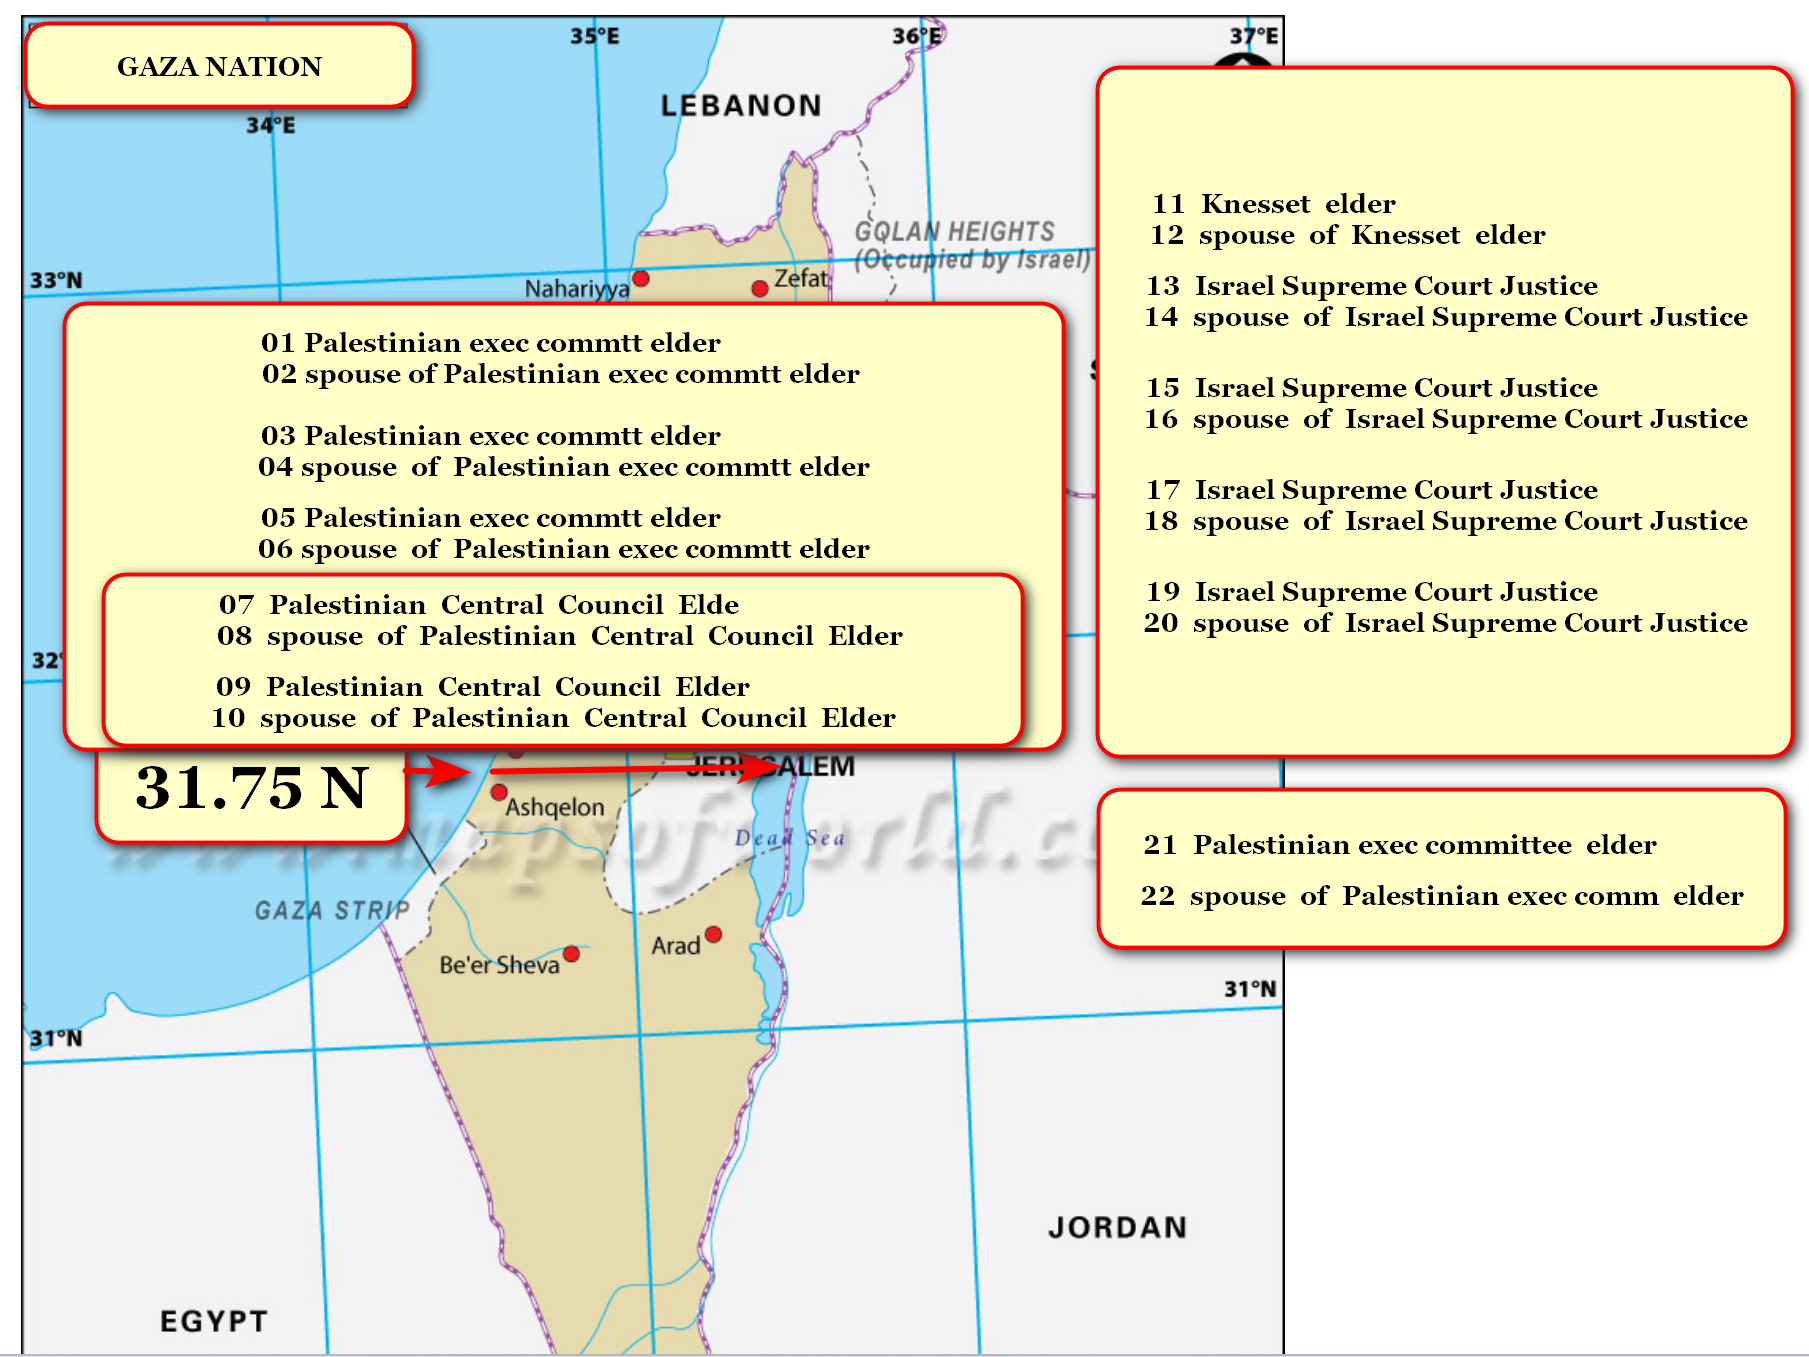 GAZA NATION
35°E
36°E
37°E
34°E
LEBANON
GOLAN HEIGHTS
(Occupied by Israel)
33°N
Nahariyya
Zefat
01 Palestinian exec commtt elder
02 spouse of Palestinian exec commtt elder
03 Palestinian exec commtt elder
04 spouse of Palestinian exec commtt elder
05 Palestinian exec commtt elder
06 spouse of Palestinian exec commtt elder
07 Palestinian Central Council Elde
08 spouse of Palestinian Central Council Elder
09 Palestinian Central Council Elder
10 spouse of Palestinian Central Council Elder
11 Knesset elder
12 spouse of Knesset elder
13 Israel Supreme Court Justice
14 spouse of Israel Supreme Court Justice
15 Israel Supreme Court Justice
16 spouse of Israel Supreme Court Justice
17 Israel Supreme Court Justice
18 spouse of Israel Supreme Court Justice
19 Israel Supreme Court Justice
20 spouse of Israel Supreme Court Justice
32°
31.75 N
JERUSALEM
Ashqelon
Dead Sea
21 Palestinian exec committee elder
22 spouse of Palestinian exec comm elder
GAZA STRIP
Be'er Sheva
Arad
31°N
31°N
JORDAN
EGYPT